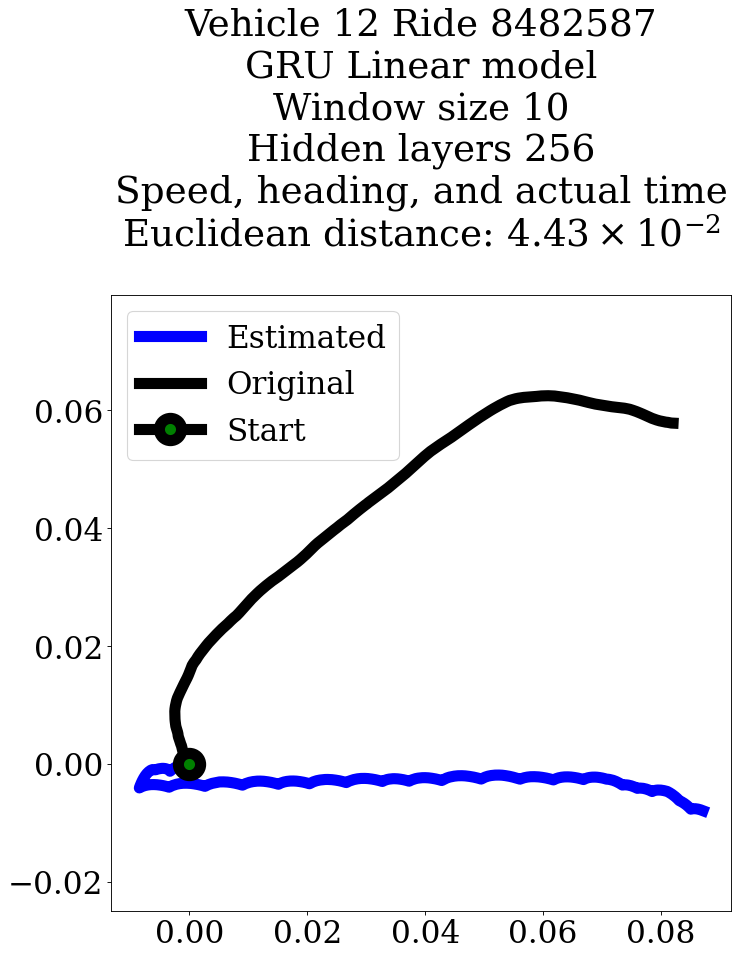 Vehicle 12 Ride 8482587
GRU Linear model
Window size 10
Hidden layers 256
Speed, heading, and actual time
Euclidean distance: 4.43 × 10⁻²
Estimated
Original
Start
0.06
0.04
0.02
0.00
−0.02
0.00 0.02 0.04 0.06 0.08